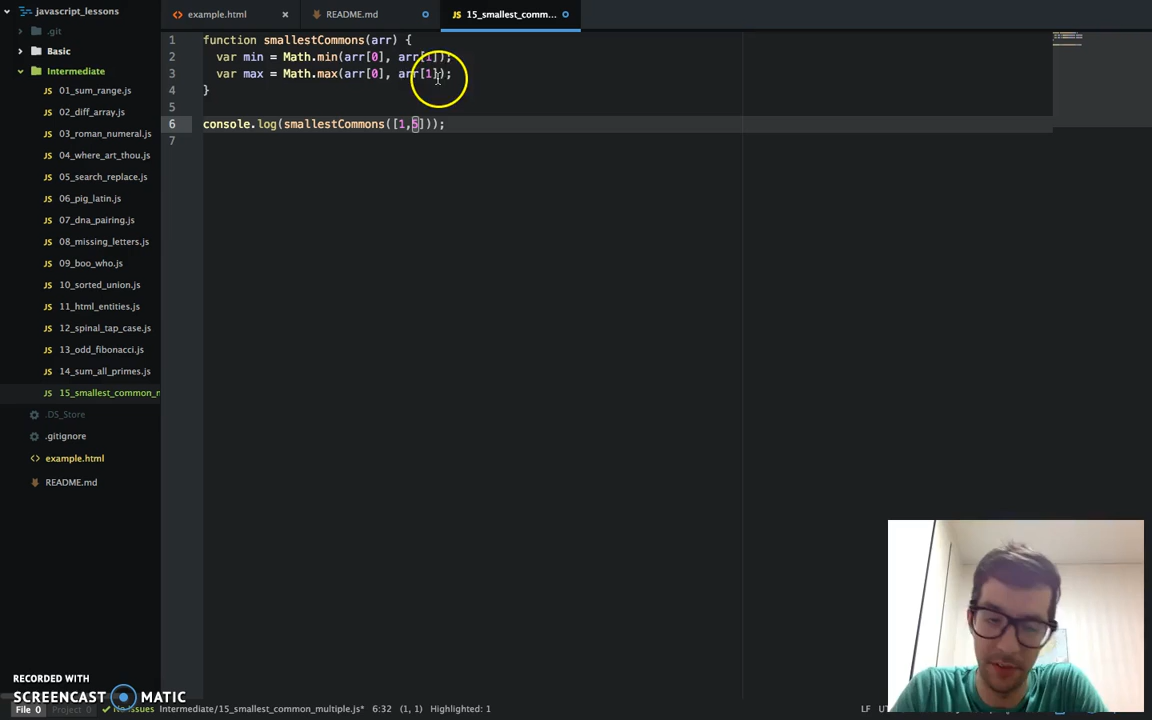 javascript_lessons
.git
Basic
Intermediate
01_sum_range.js
02_diff_array.js
03_roman_numeral.js
04_where_art_thou.js
05_search_replace.js
06_pig_latin.js
07_dna_pairing.js
08_missing_letters.js
09_boo_who.js
10_sorted_union.js
11_html_entities.js
12_spinal_tap_case.js
13_odd_fibonacci.js
14_sum_all_primes.js
15_smallest_common_m
.DS_Store
.gitignore
example.html
README.md
example.html
README.md
15_smallest_comm...
1 function smallestCommons(arr) {
2 var min = Math.min(arr[0], arr[1]);
3 var max = Math.max(arr[0], arr[1]);
4 }
5
6 console.log(smallestCommons([1,5]));
7
RECORDED WITH
SCREENCAST MATIC
File 0 Project 0 No Issues Intermediate/15_smallest_common_multiple.js* 6:32 (1, 1) Highlighted: 1
LF